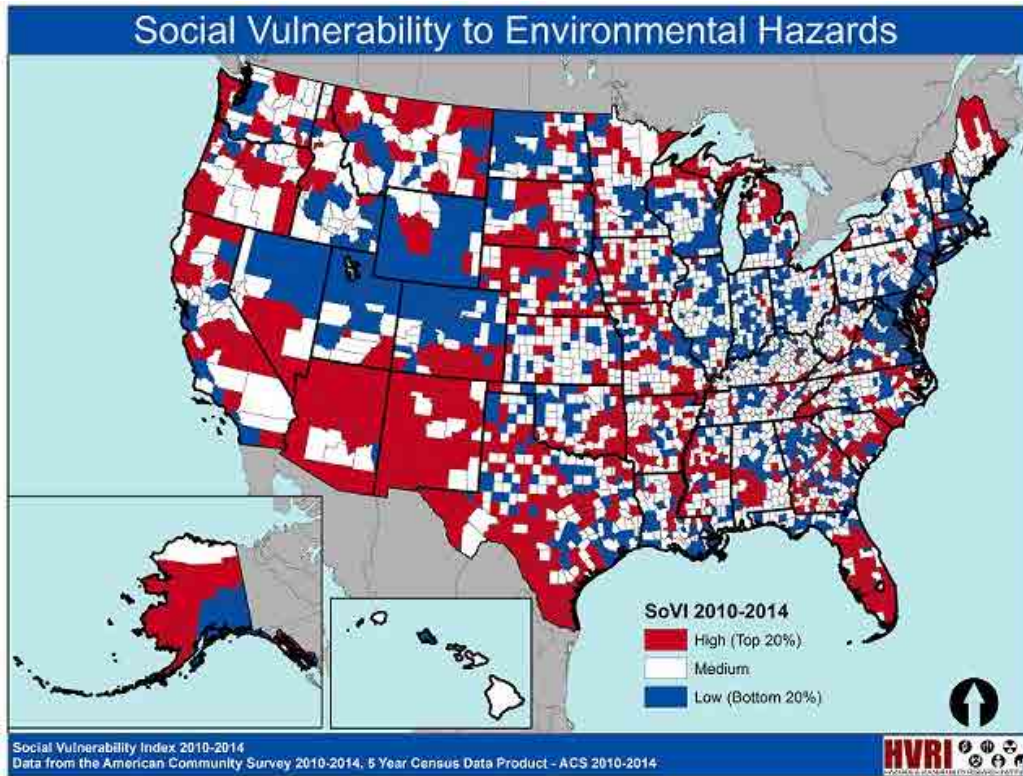 Social Vulnerability to Environmental Hazards
SoVI 2010-2014
High (Top 20%)
Medium
Low (Bottom 20%)
Social Vulnerability Index 2010-2014
Data from the American Community Survey 2010-2014, 5 Year Census Data Product - ACS 2010-2014
HVRI